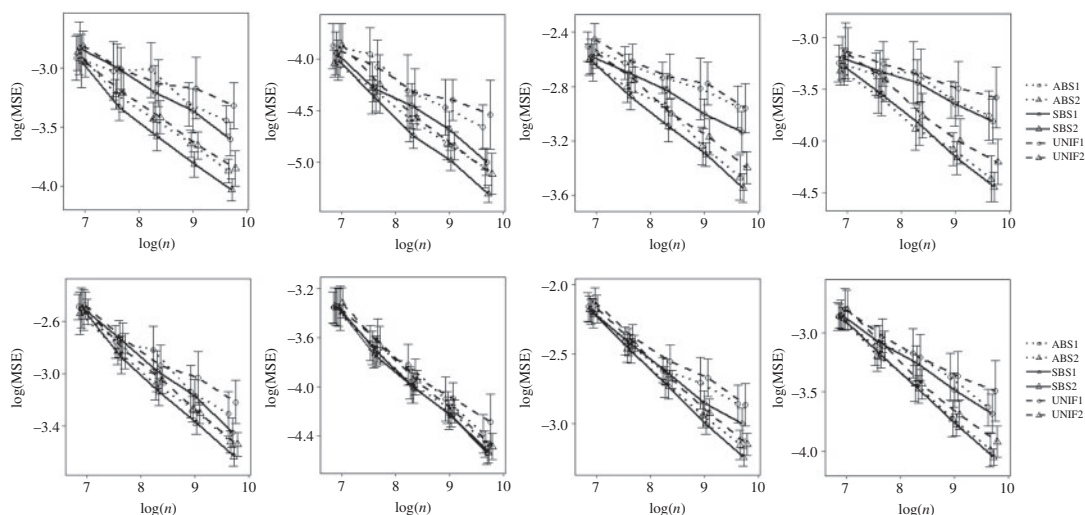 −3.0
−3.5
−4.0
log(MSE)
7 8 9 10
log(n)
−4.0
−4.5
−5.0
log(MSE)
7 8 9 10
log(n)
−2.4
−2.8
−3.2
−3.6
log(MSE)
7 8 9 10
log(n)
−3.0
−3.5
−4.0
−4.5
log(MSE)
7 8 9 10
log(n)
ABS1
ABS2
SBS1
SBS2
UNIF1
UNIF2
−2.6
−3.0
−3.4
log(MSE)
7 8 9 10
log(n)
−3.2
−3.6
−4.0
−4.4
log(MSE)
7 8 9 10
log(n)
−2.0
−2.5
−3.0
log(MSE)
7 8 9 10
log(n)
−3.0
−3.5
−4.0
log(MSE)
7 8 9 10
log(n)
ABS1
ABS2
SBS1
SBS2
UNIF1
UNIF2